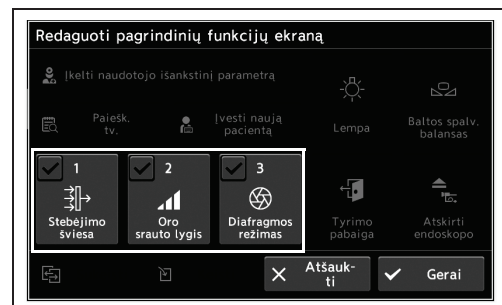 Redaguoti pagrindinių funkcijų ekraną
Įkelti naudotojo išankstinį parametrą
Paiešk.
tv.
Įvesti naują
pacientą
Lempa
Baltos spalv.
balansas
1
Stebėjimo
šviesa
2
Oro
srauto lygis
3
Diafragmos
režimas
Tyrimo
pabaiga
Atskirti
endoskopo
Atšauk-
ti
Gerai